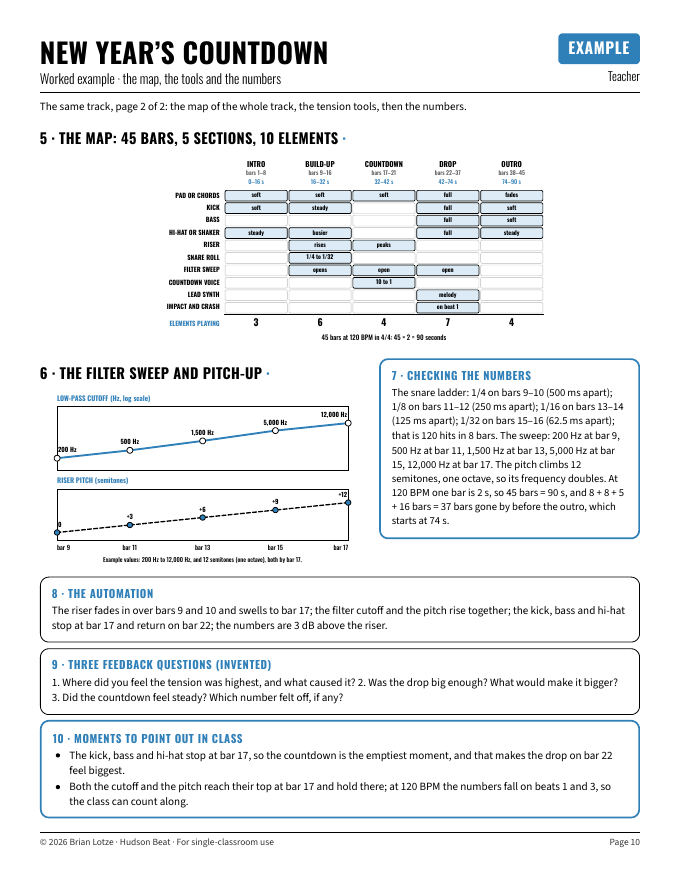 NEW YEAR'S COUNTDOWN
EXAMPLE
Worked example · the map, the tools and the numbers
Teacher
The same track, page 2 of 2: the map of the whole track, the tension tools, then the numbers.
5 · THE MAP: 45 BARS, 5 SECTIONS, 10 ELEMENTS ·
INTRO BUILD-UP COUNTDOWN DROP OUTRO
bars 1–8 bars 9–16 bars 17–21 bars 22–37 bars 38–45
0–16 s 16–32 s 32–42 s 42–74 s 74–90 s
PAD OR CHORDS soft soft soft full fades
KICK soft steady full soft
BASS full soft
HI-HAT OR SHAKER steady busier full steady
RISER rises peaks
SNARE ROLL 1/4 to 1/32
FILTER SWEEP opens open open
COUNTDOWN VOICE 10 to 1
LEAD SYNTH melody
IMPACT AND CRASH on beat 1
ELEMENTS PLAYING 3 6 4 7 4
45 bars at 120 BPM in 4/4: 45 × 2 = 90 seconds
6 · THE FILTER SWEEP AND PITCH-UP ·
LOW-PASS CUTOFF (Hz, log scale)
200 Hz 500 Hz 1,500 Hz 5,000 Hz 12,000 Hz
RISER PITCH (semitones)
0 +3 +6 +9 +12
bar 9 bar 11 bar 13 bar 15 bar 17
Example values: 200 Hz to 12,000 Hz, and 12 semitones (one octave), both by bar 17.
7 · CHECKING THE NUMBERS
The snare ladder: 1/4 on bars 9–10 (500 ms apart);
1/8 on bars 11–12 (250 ms apart); 1/16 on bars 13–14
(125 ms apart); 1/32 on bars 15–16 (62.5 ms apart);
that is 120 hits in 8 bars. The sweep: 200 Hz at bar 9,
500 Hz at bar 11, 1,500 Hz at bar 13, 5,000 Hz at bar
15, 12,000 Hz at bar 17. The pitch climbs 12
semitones, one octave, so its frequency doubles. At
120 BPM one bar is 2 s, so 45 bars = 90 s, and 8 + 8 + 5
+ 16 bars = 37 bars gone by before the outro, which
starts at 74 s.
8 · THE AUTOMATION
The riser fades in over bars 9 and 10 and swells to bar 17; the filter cutoff and the pitch rise together; the kick, bass and hi-hat
stop at bar 17 and return on bar 22; the numbers are 3 dB above the riser.
9 · THREE FEEDBACK QUESTIONS (INVENTED)
1. Where did you feel the tension was highest, and what caused it? 2. Was the drop big enough? What would make it bigger?
3. Did the countdown feel steady? Which number felt off, if any?
10 · MOMENTS TO POINT OUT IN CLASS
• The kick, bass and hi-hat stop at bar 17, so the countdown is the emptiest moment, and that makes the drop on bar 22
feel biggest.
• Both the cutoff and the pitch reach their top at bar 17 and hold there; at 120 BPM the numbers fall on beats 1 and 3, so
the class can count along.
© 2026 Brian Lotze · Hudson Beat · For single-classroom use
Page 10